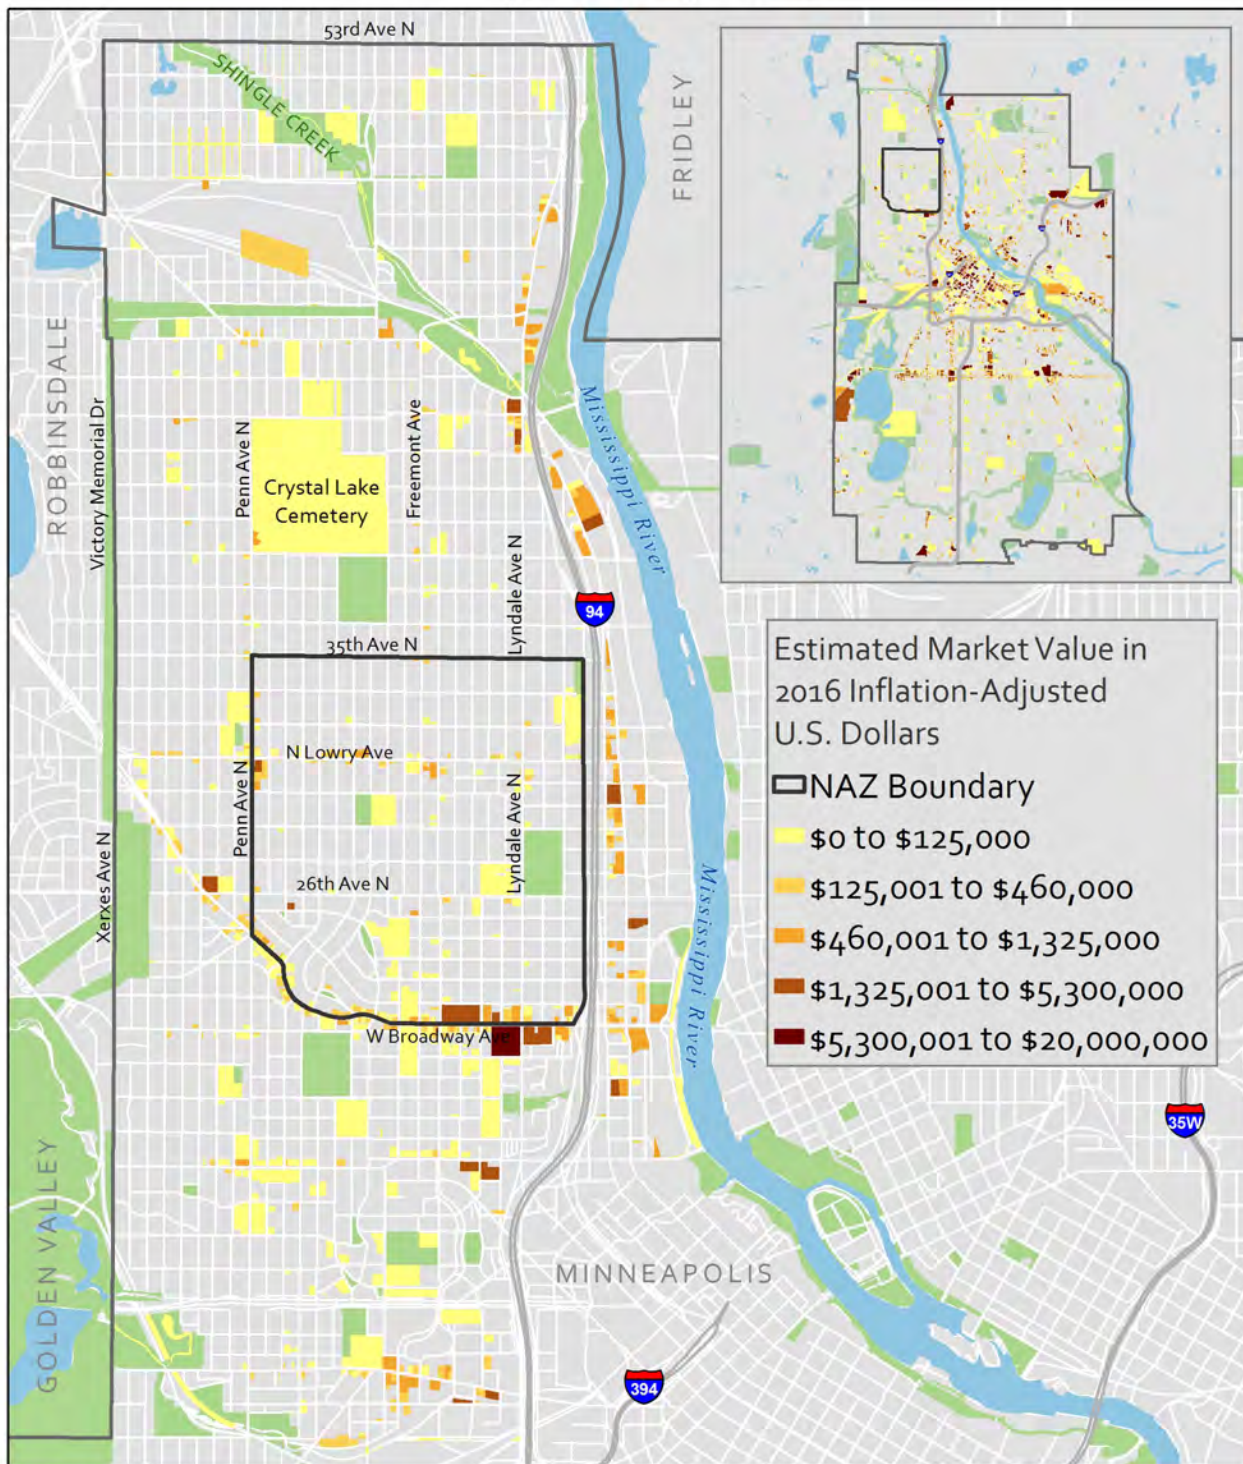 53rd Ave N
SHINGLE CREEK
FRIDLEY
ROBBINSDALE
Victory Memorial Dr
Penn Ave N
Crystal Lake
Cemetery
Freemont Ave
Mississippi River
Lyndale Ave N
94
35th Ave N
Estimated Market Value in
2016 Inflation-Adjusted
U.S. Dollars
NAZ Boundary
$0 to $125,000
$125,001 to $460,000
$460,001 to $1,325,000
$1,325,001 to $5,300,000
$5,300,001 to $20,000,000
N Lowry Ave
Penn Ave N
Lyndale Ave N
Xerxes Ave N
26th Ave N
Mississippi River
W Broadway Ave
35W
GOLDEN VALLEY
MINNEAPOLIS
394